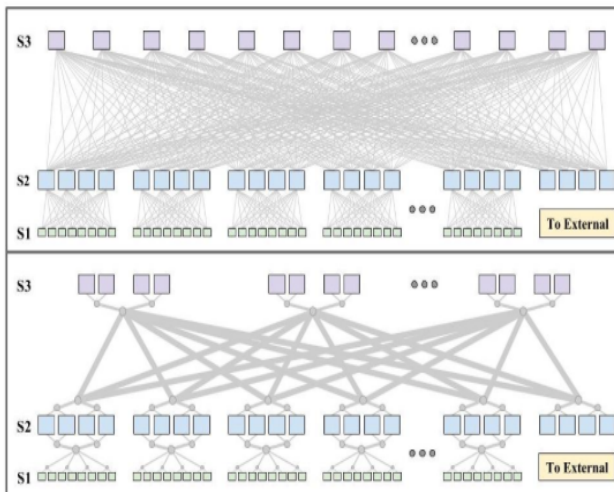 S3
S2
S1
To External
S3
S2
S1
To External